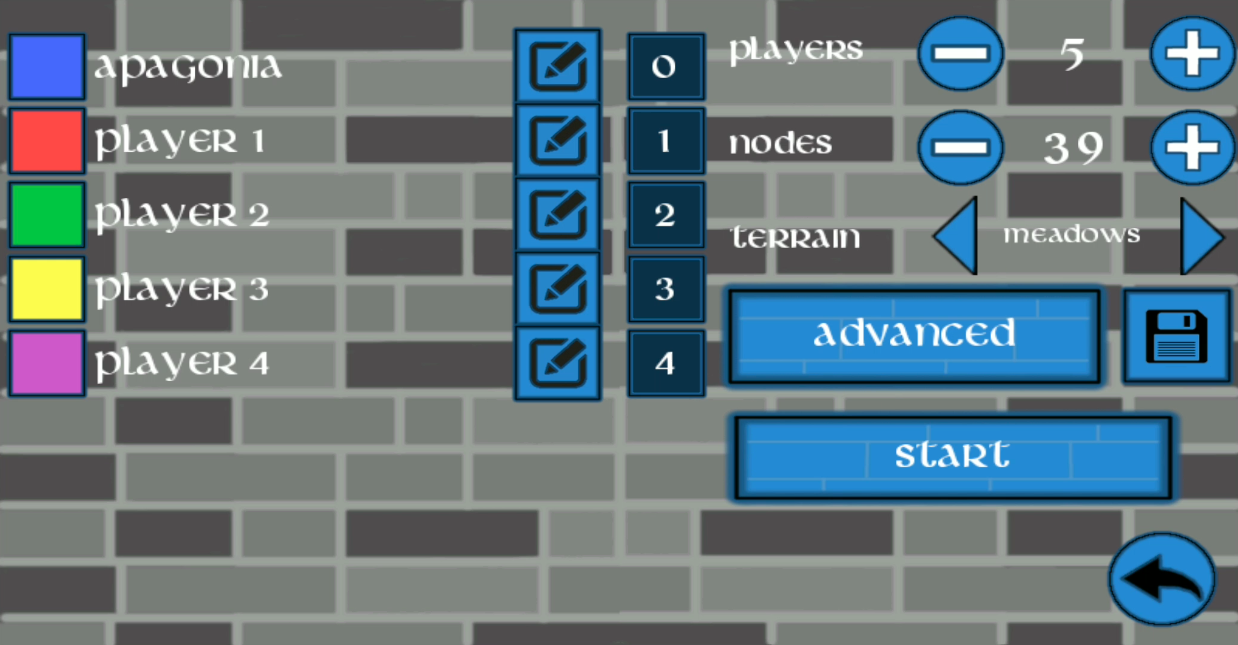 APAGONIA 0
PLAYER 1 1
PLAYER 2 2
PLAYER 3 3
PLAYER 4 4
PLAYERS 5
NODES 39
TERRAIN MEADOWS
ADVANCED
START